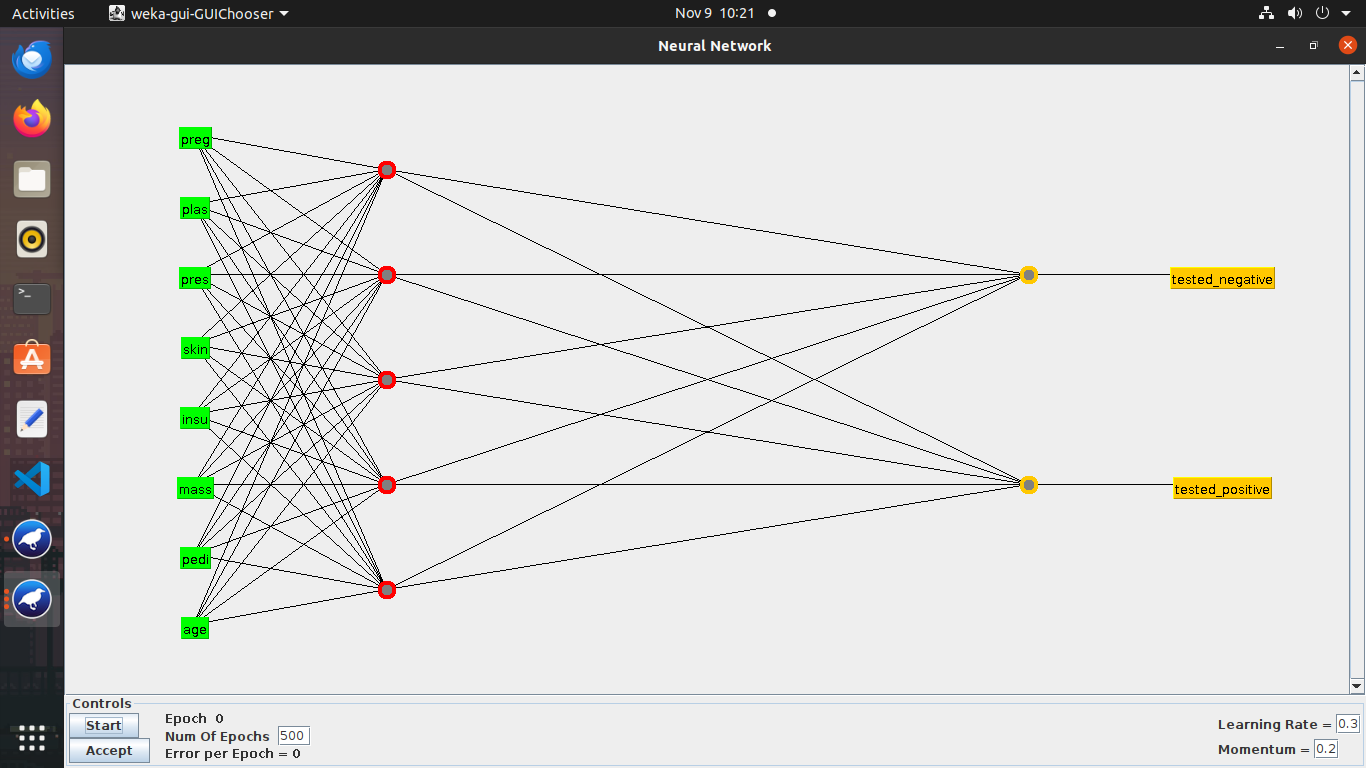 Activities
weka-gui-GUIChooser
Nov 9 10:21
Neural Network
preg
plas
pres
skin
insu
mass
pedi
age
tested_negative
tested_positive
Controls
Start
Accept
Epoch 0
Num Of Epochs 500
Error per Epoch = 0
Learning Rate = 0.3
Momentum = 0.2